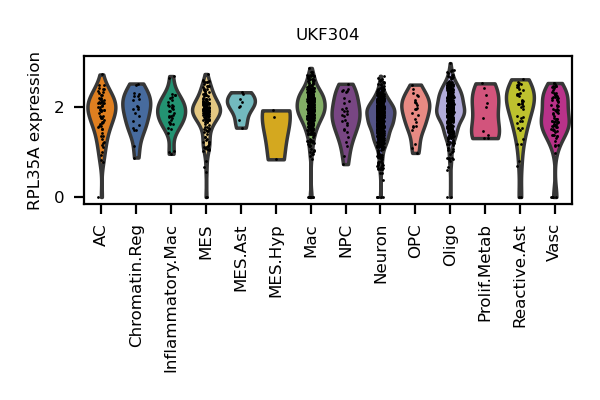 UKF304
RPL35A expression
2
0
AC
Chromatin.Reg
Inflammatory.Mac
MES
MES.Ast
MES.Hyp
Mac
NPC
Neuron
OPC
Oligo
Prolif.Metab
Reactive.Ast
Vasc